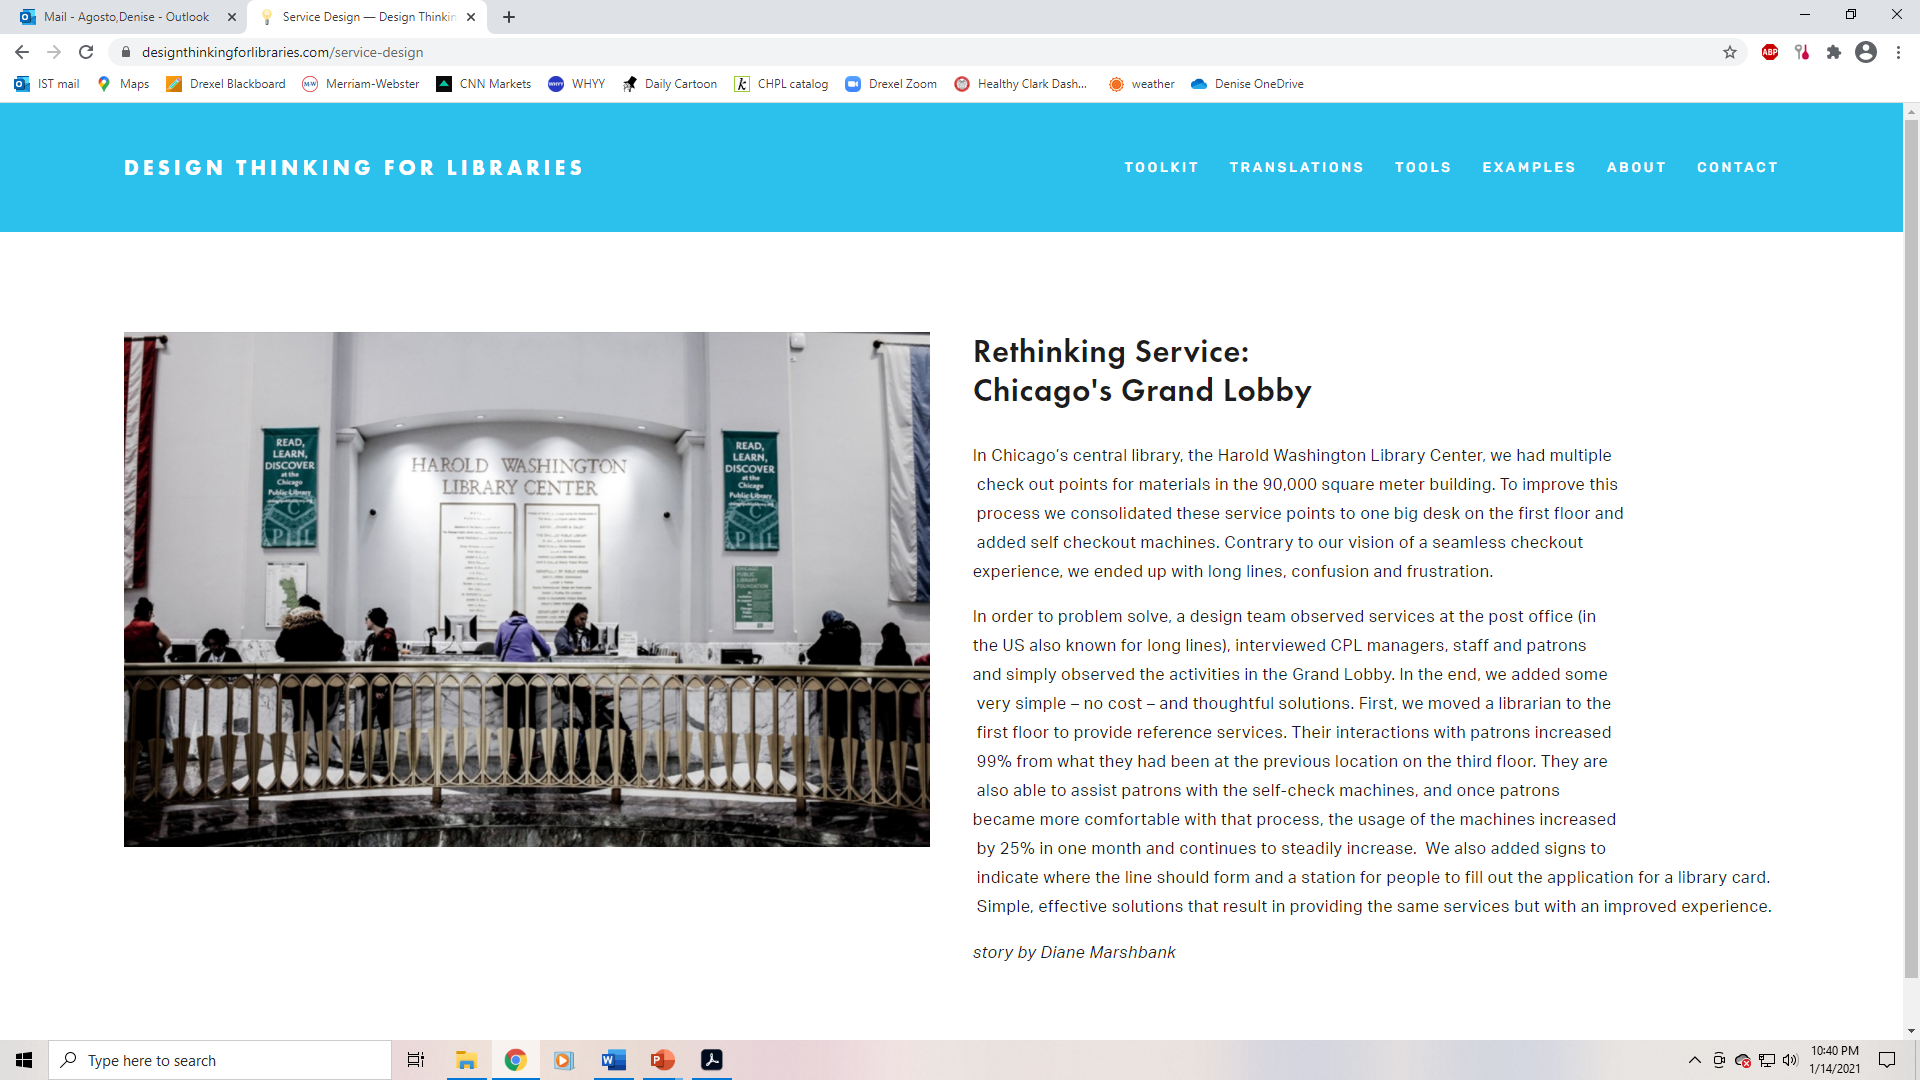 Mail - Agosto,Denise - Outlook
Service Design — Design Thinkin
designthinkingforlibraries.com/service-design
ABP
IST mail
Maps
Drexel Blackboard
Merriam-Webster
CNN Markets
WHYY
Daily Cartoon
CHPL catalog
Drexel Zoom
Healthy Clark Dash...
weather
Denise OneDrive
DESIGN THINKING FOR LIBRARIES
TOOLKIT TRANSLATIONS TOOLS EXAMPLES ABOUT CONTACT
READ,
LEARN,
DISCOVER
at the
Chicago
Public Library
HAROLD WASHINGTON
LIBRARY CENTER
READ,
LEARN,
DISCOVER
at the
Chicago
Public Library
CHICAGO
PUBLIC
LIBRARY
FOUNDATION
Rethinking Service:
Chicago's Grand Lobby
In Chicago’s central library, the Harold Washington Library Center, we had multiple
check out points for materials in the 90,000 square meter building. To improve this
process we consolidated these service points to one big desk on the first floor and
added self checkout machines. Contrary to our vision of a seamless checkout
experience, we ended up with long lines, confusion and frustration.
In order to problem solve, a design team observed services at the post office (in
the US also known for long lines), interviewed CPL managers, staff and patrons
and simply observed the activities in the Grand Lobby. In the end, we added some
very simple – no cost – and thoughtful solutions. First, we moved a librarian to the
first floor to provide reference services. Their interactions with patrons increased
99% from what they had been at the previous location on the third floor. They are
also able to assist patrons with the self-check machines, and once patrons
became more comfortable with that process, the usage of the machines increased
by 25% in one month and continues to steadily increase. We also added signs to
indicate where the line should form and a station for people to fill out the application for a library card.
Simple, effective solutions that result in providing the same services but with an improved experience.
story by Diane Marshbank
Type here to search
10:40 PM
1/14/2021